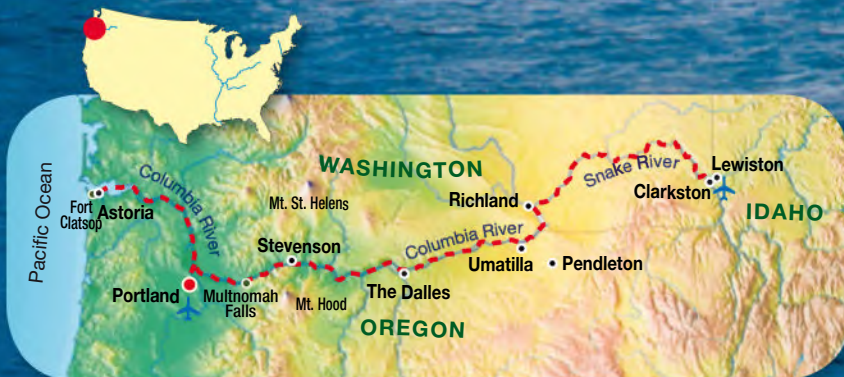 WASHINGTON
Pacific Ocean
Columbia River
Fort
Clatsop
Astoria
Mt. St. Helens
Richland
Snake River
Lewiston
Clarkston
IDAHO
Stevenson
Columbia River
Umatilla
Pendleton
Portland
Multnomah
Falls
Mt. Hood
The Dalles
OREGON